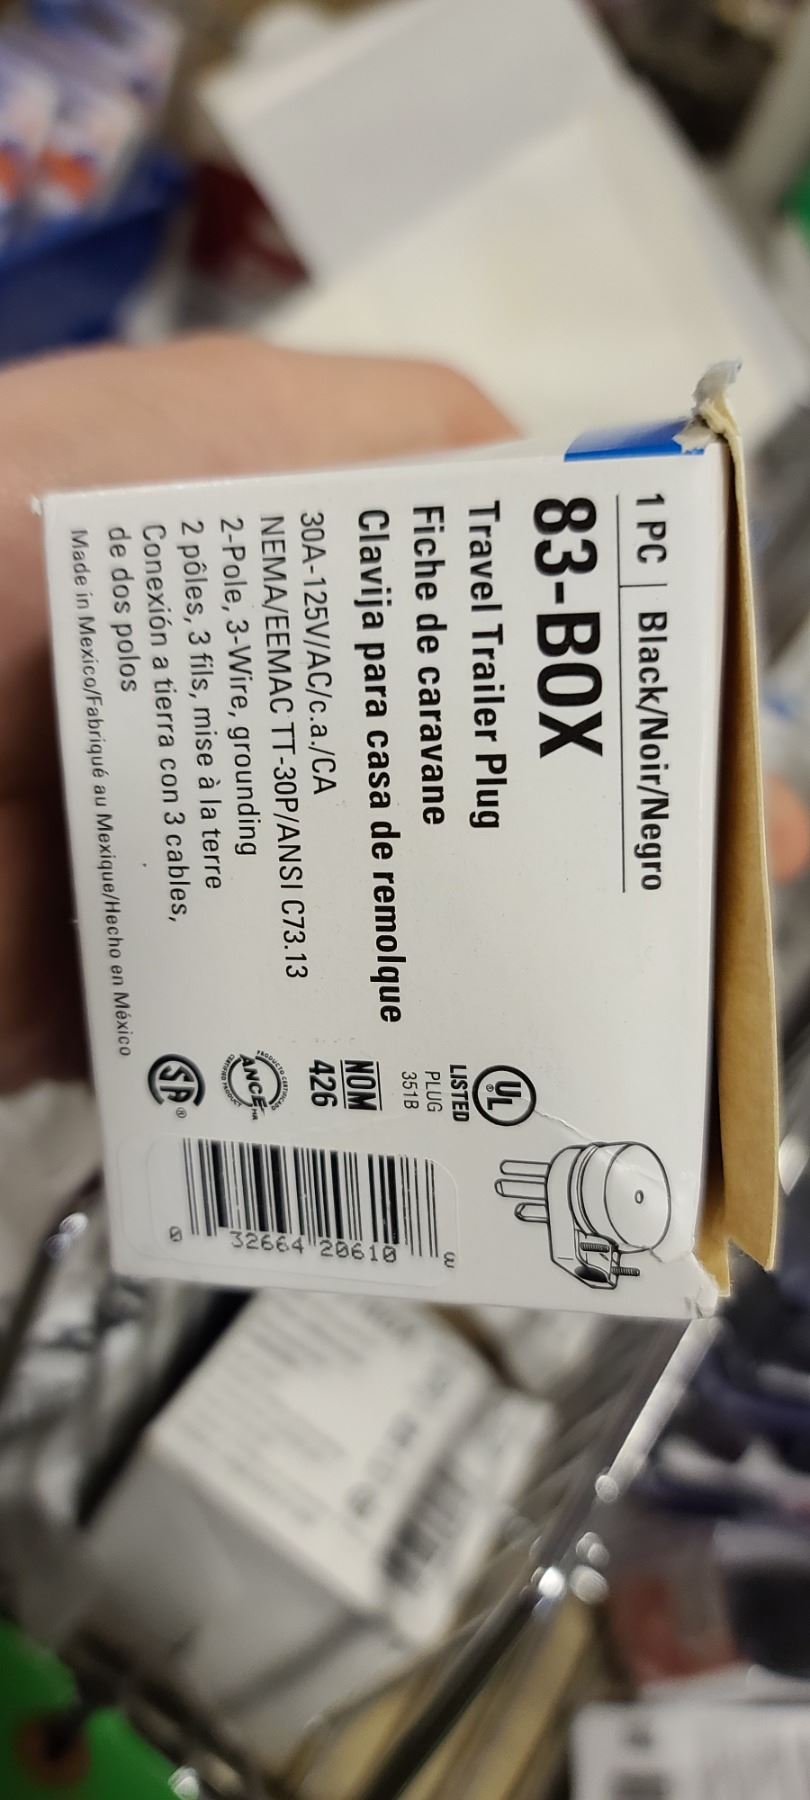 1 PC | Black/Noir/Negro
83-BOX
Travel Trailer Plug
Fiche de caravane
Clavija para casa de remolque
30A-125V/AC/c.a./CA
NEMA/EEMAC TT-30P/ANSI C73.13
2-Pole, 3-Wire, grounding
2 pôles, 3 fils, mise à la terre
Conexión a tierra con 3 cables,
de dos polos
Made in Mexico/Fabriqué au Mexique/Hecho en México
UL
®
LISTED
PLUG
351B
NOM
426
ANCE
SA®
0 32664 20610 3